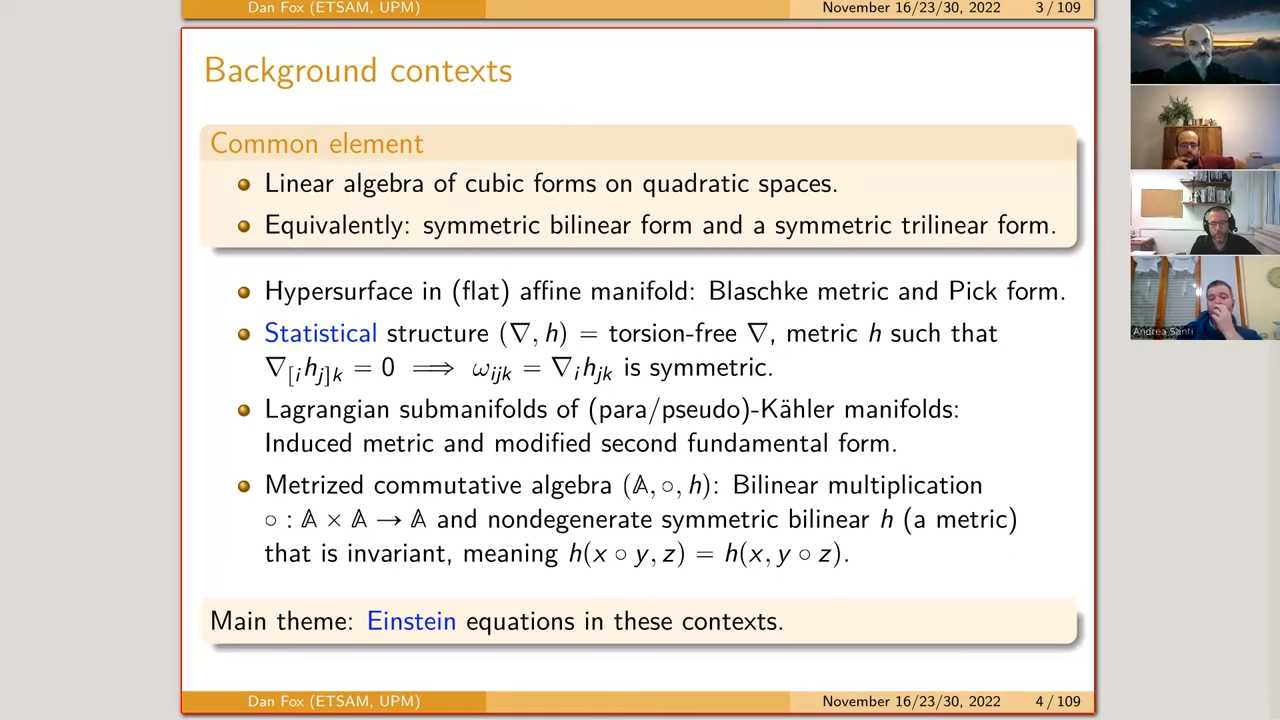 Dan Fox (ETSAM, UPM) November 16/23/30, 2022 3 / 109
Background contexts
Common element
Linear algebra of cubic forms on quadratic spaces.
Equivalently: symmetric bilinear form and a symmetric trilinear form.
Hypersurface in (flat) affine manifold: Blaschke metric and Pick form.
Statistical structure (∇, h) = torsion-free ∇, metric h such that
∇[i hj]k = 0 ⟹ ωijk = ∇i hjk is symmetric.
Lagrangian submanifolds of (para/pseudo)-Kähler manifolds:
Induced metric and modified second fundamental form.
Metrized commutative algebra (𝔸, ∘, h): Bilinear multiplication
∘ : 𝔸 × 𝔸 → 𝔸 and nondegenerate symmetric bilinear h (a metric)
that is invariant, meaning h(x ∘ y, z) = h(x, y ∘ z).
Main theme: Einstein equations in these contexts.
Dan Fox (ETSAM, UPM) November 16/23/30, 2022 4 / 109
Andrea Santi